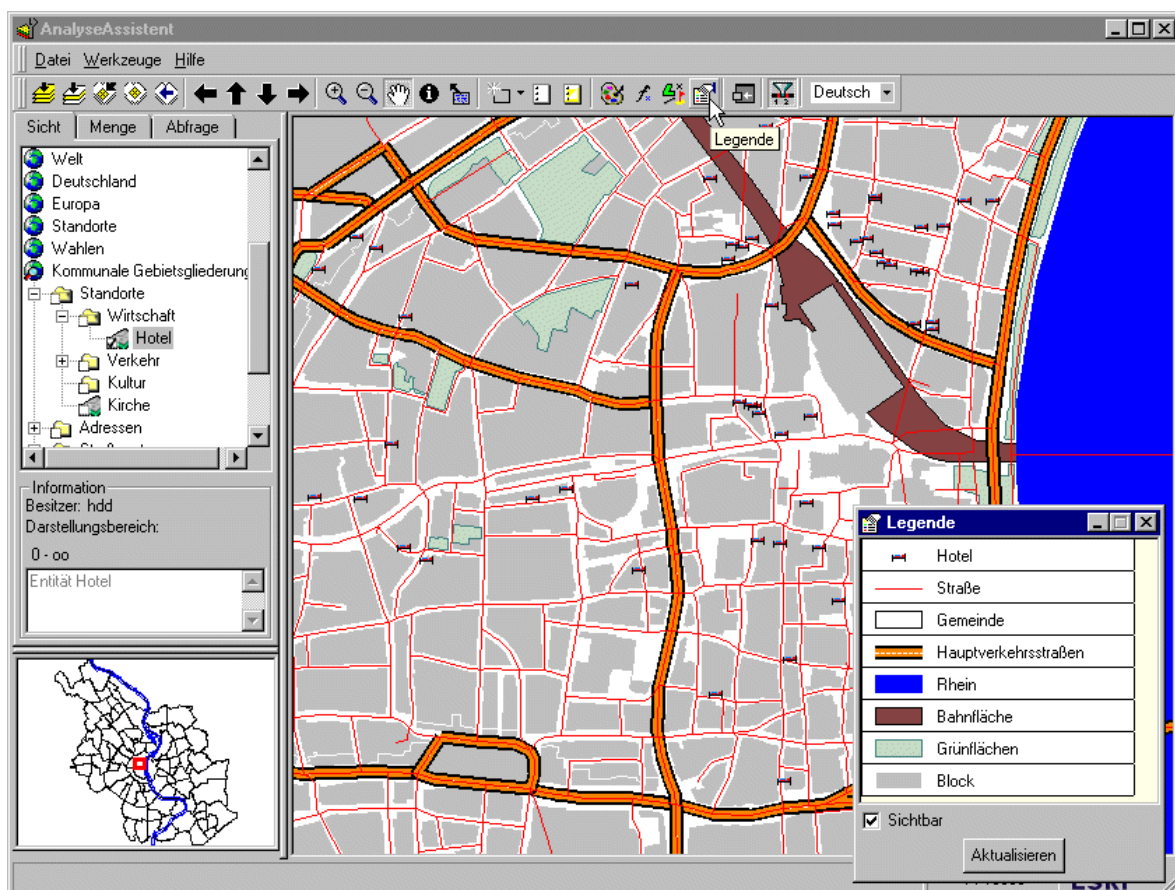 AnalyseAssistent
Datei Werkzeuge Hilfe
Deutsch
Sicht Menge Abfrage
Legende
Welt
Deutschland
Europa
Standorte
Wahlen
Kommunale Gebietsgliederung
Standorte
Wirtschaft
Hotel
Verkehr
Kultur
Kirche
Adressen
Information
Besitzer: hdd
Darstellungsbereich:
0 - oo
Entität Hotel
Legende
Hotel
Straße
Gemeinde
Hauptverkehrsstraßen
Rhein
Bahnfläche
Grünflächen
Block
Sichtbar
Aktualisieren